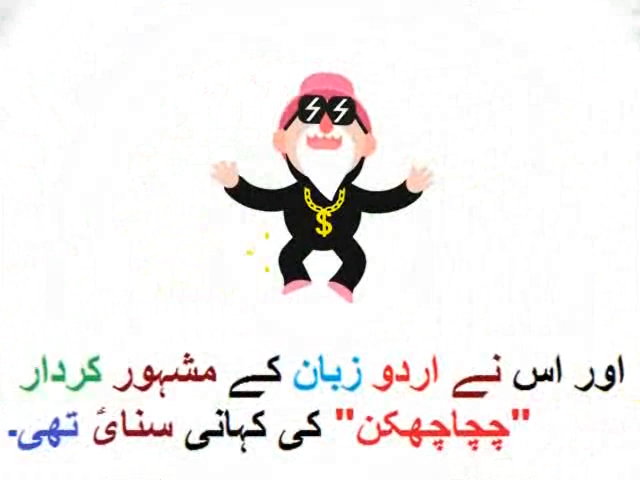 اور اس نے اردو زبان کے مشہور کردار
"چچاچھکن" کی کہانی سنائ تھی۔